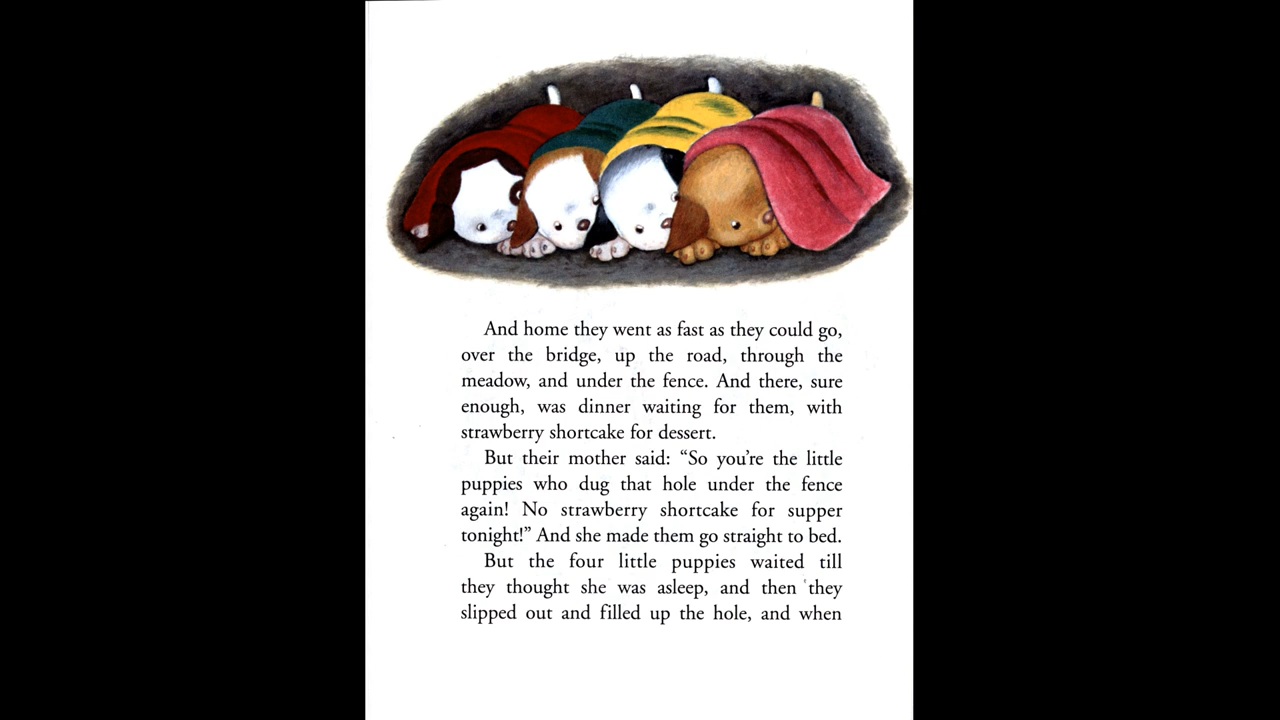 And home they went as fast as they could go,
over the bridge, up the road, through the
meadow, and under the fence. And there, sure
enough, was dinner waiting for them, with
strawberry shortcake for dessert.
But their mother said: “So you’re the little
puppies who dug that hole under the fence
again! No strawberry shortcake for supper
tonight!” And she made them go straight to bed.
But the four little puppies waited till
they thought she was asleep, and then they
slipped out and filled up the hole, and when